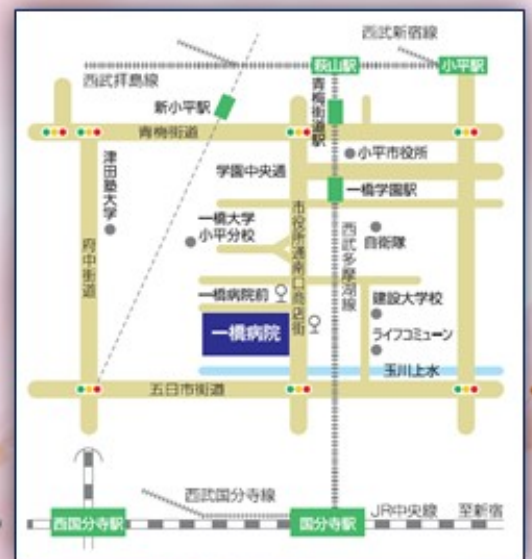 西武新宿線
萩山駅
小平駅
西武拝島線
新小平駅
青梅街道駅
青梅街道
小平市役所
津田塾大学
学園中央通
一橋学園駅
一橋大学
小平分校
市役所通南口商店街
西武多摩湖線
自衛隊
府中街道
一橋病院前
建設大学校
一橋病院
ライフコミューン
玉川上水
五日市街道
西武国分寺線
JR中央線
至新宿
西国分寺駅
国分寺駅